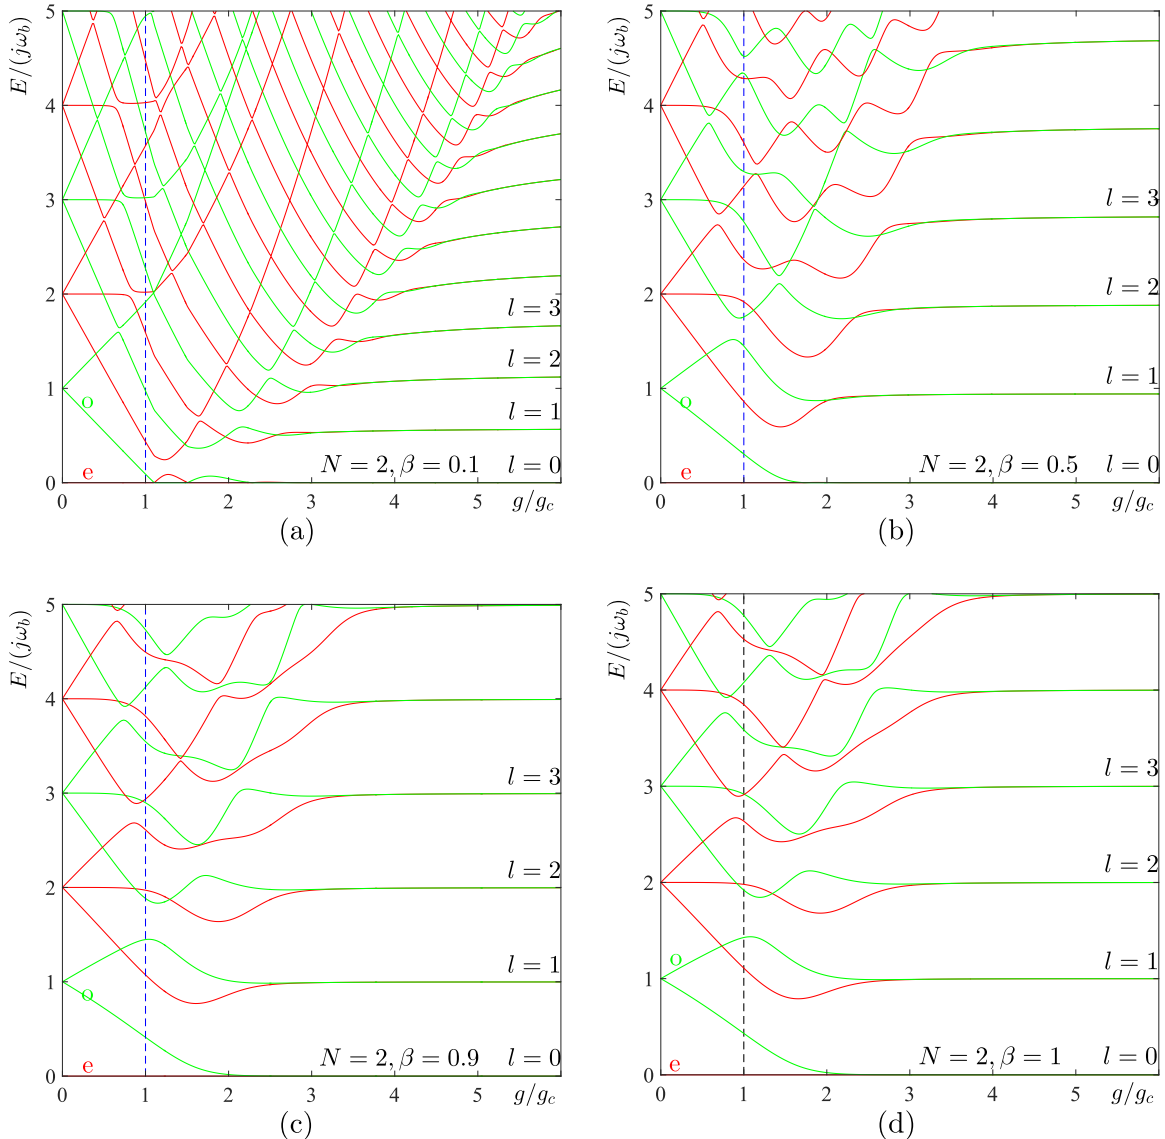 E/(jω_b)
5
4
3
2
1
0
0 1 2 3 4 5 g/g_c
o
e
l = 3
l = 2
l = 1
N = 2, β = 0.1 l = 0
(a)
E/(jω_b)
5
4
3
2
1
0
0 1 2 3 4 5 g/g_c
o
e
l = 3
l = 2
l = 1
N = 2, β = 0.5 l = 0
(b)
E/(jω_b)
5
4
3
2
1
0
0 1 2 3 4 5 g/g_c
o
e
l = 3
l = 2
l = 1
N = 2, β = 0.9 l = 0
(c)
E/(jω_b)
5
4
3
2
1
0
0 1 2 3 4 5 g/g_c
o
e
l = 3
l = 2
l = 1
N = 2, β = 1 l = 0
(d)